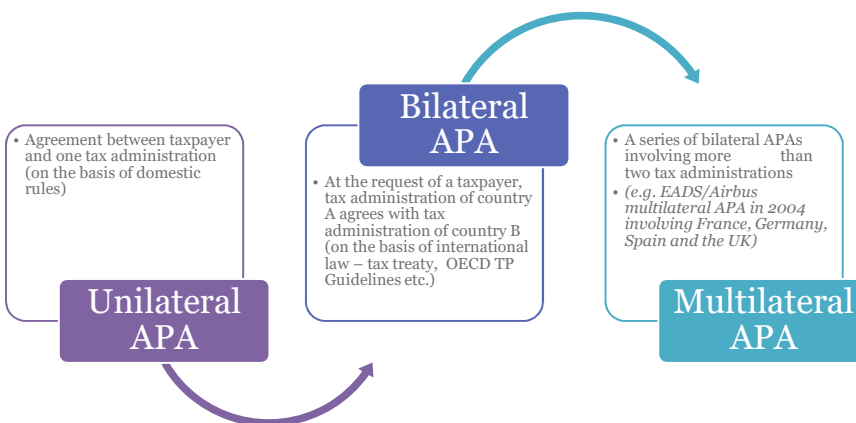 • Agreement between taxpayer
and one tax administration
(on the basis of domestic
rules)
Unilateral
APA
Bilateral
APA
• At the request of a taxpayer,
tax administration of country
A agrees with tax
administration of country B
(on the basis of international
law – tax treaty, OECD TP
Guidelines etc.)
• A series of bilateral APAs
involving more than
two tax administrations
• (e.g. EADS/Airbus
multilateral APA in 2004
involving France, Germany,
Spain and the UK)
Multilateral
APA